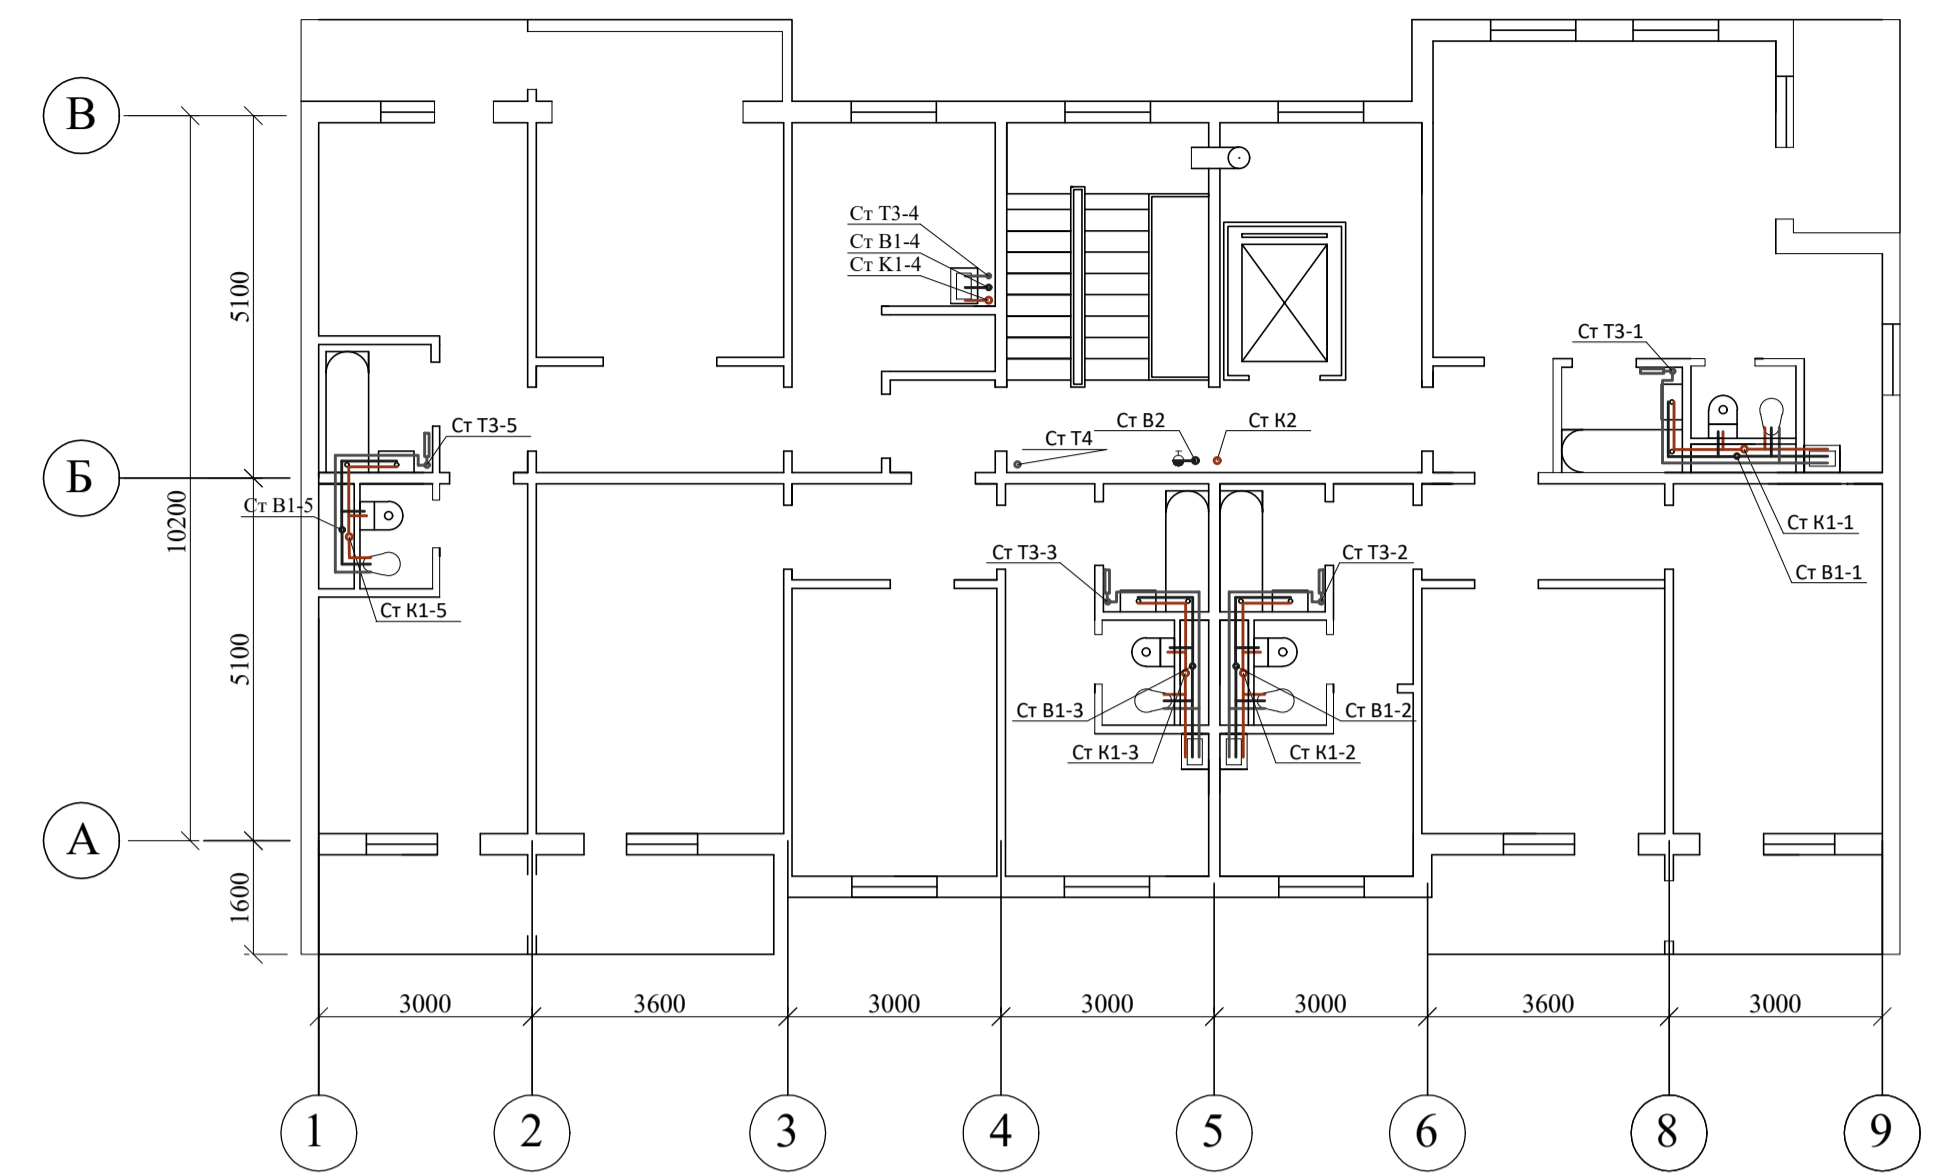 В
Ст Т3-4
Ст В1-4
Ст К1-4
5100
Ст Т3-1
Ст Т3-5
Ст Т4
Ст В2
Ст К2
Б
10200
Ст В1-5
Ст К1-1
Ст Т3-3
Ст Т3-2
Ст В1-1
Ст К1-5
5100
Ст В1-3
Ст В1-2
Ст К1-3
Ст К1-2
А
1600
3000 3600 3000 3000 3000 3600 3000
1 2 3 4 5 6 8 9